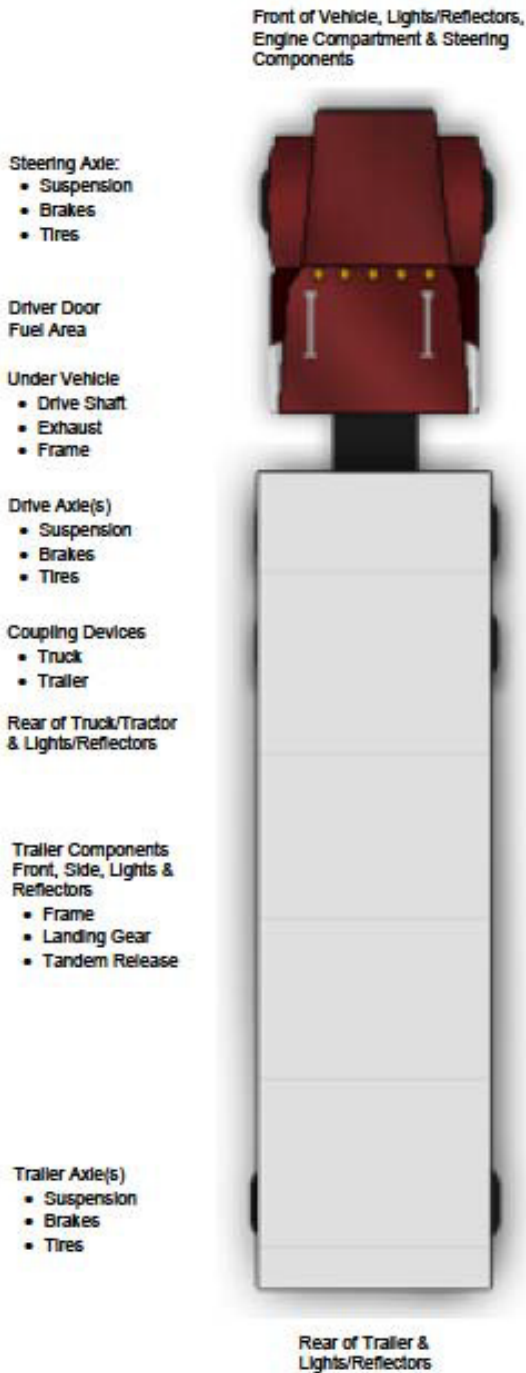 Front of Vehicle, Lights/Reflectors,
Engine Compartment & Steering
Components
Steering Axle:
• Suspension
• Brakes
• Tires
Driver Door
Fuel Area
Under Vehicle
• Drive Shaft
• Exhaust
• Frame
Drive Axle(s)
• Suspension
• Brakes
• Tires
Coupling Devices
• Truck
• Trailer
Rear of Truck/Tractor
& Lights/Reflectors
Trailer Components
Front, Side, Lights &
Reflectors
• Frame
• Landing Gear
• Tandem Release
Trailer Axle(s)
• Suspension
• Brakes
• Tires
Rear of Trailer &
Lights/Reflectors